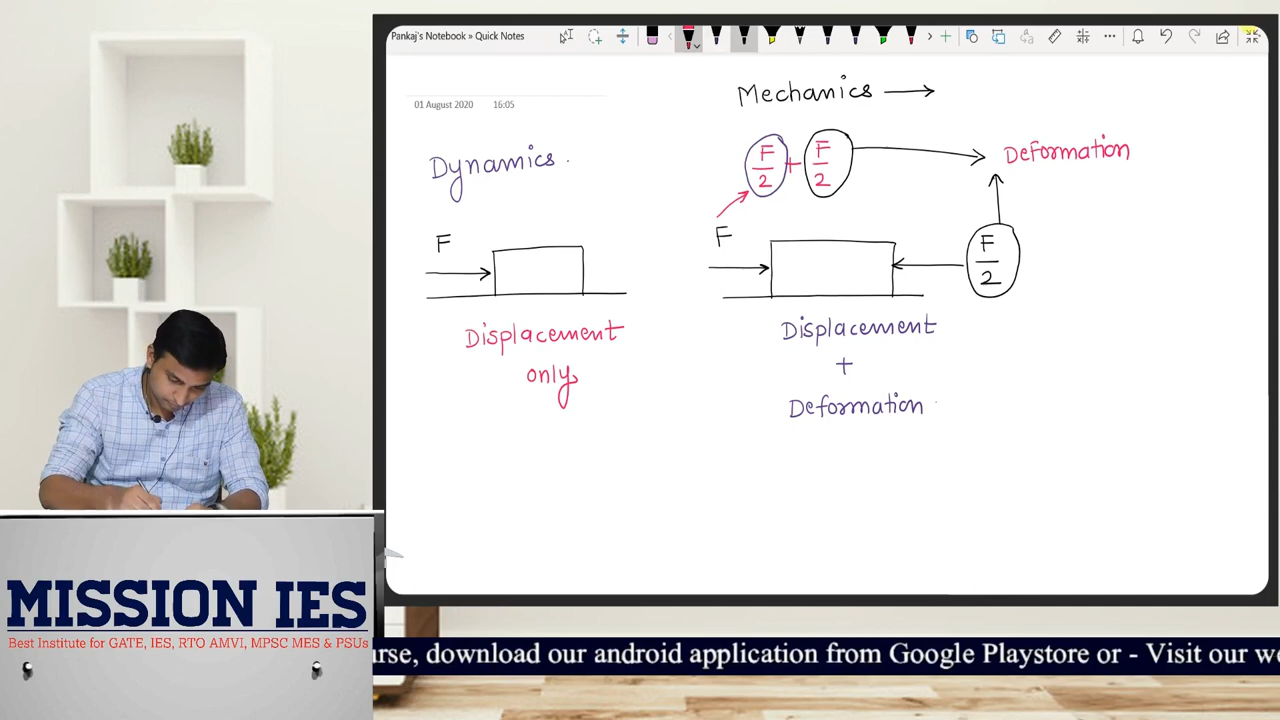 Pankaj's Notebook » Quick Notes
01 August 2020 16:05
Mechanics →
Dynamics.
F/2 + F/2 → Deformation
F
F
F/2
Displacement only
Displacement + Deformation
MISSION IES
Best Institute for GATE, IES, RTO AMVI, MPSC MES & PSUs
urse, download our android application from Google Playstore or - Visit our we